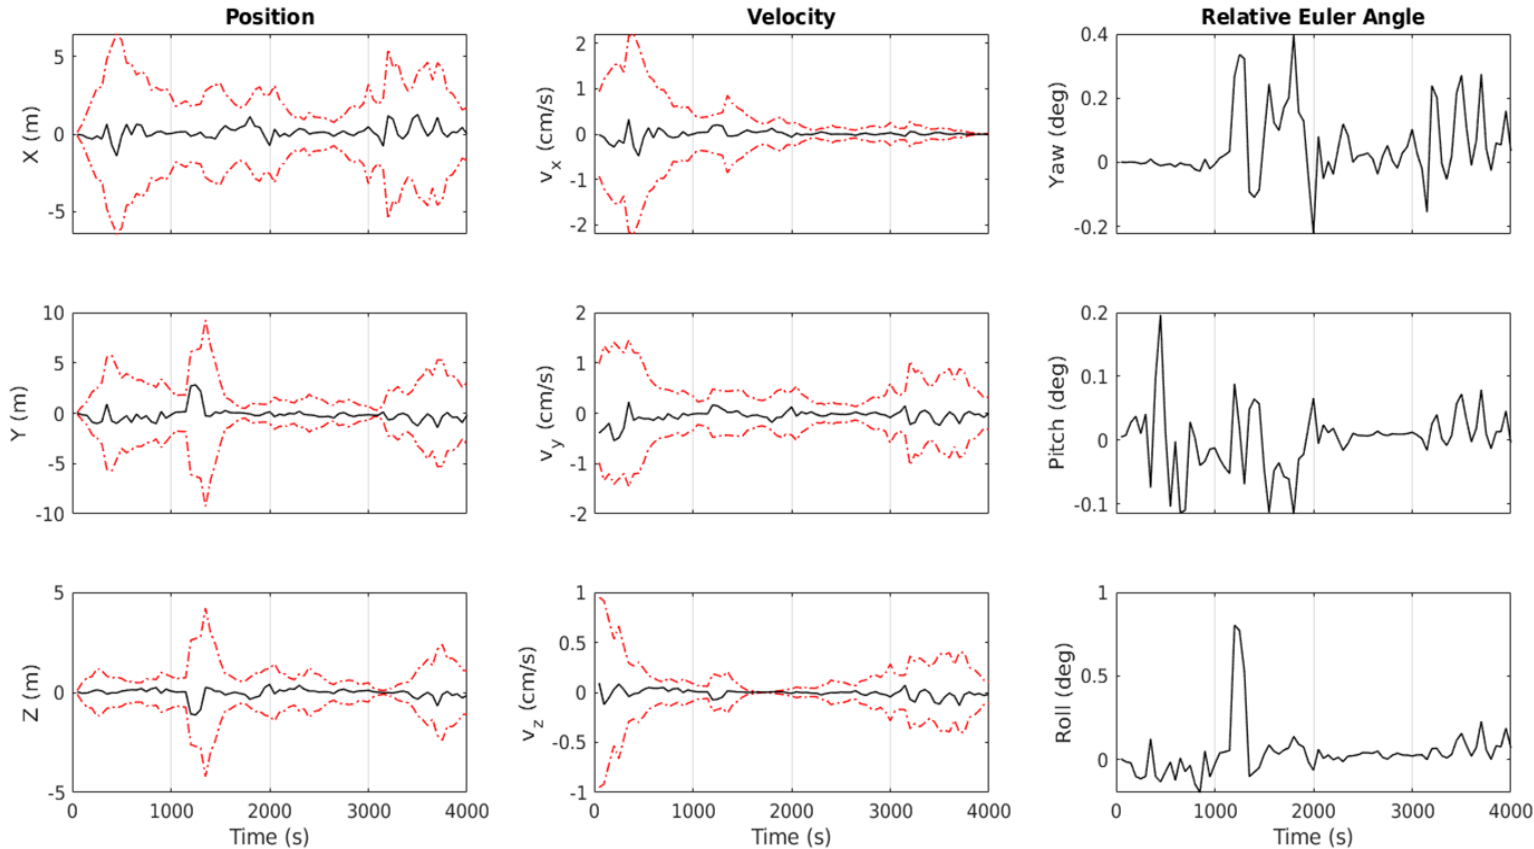 Position
Velocity
Relative Euler Angle
X (m)
5
0
-5
v_x (cm/s)
2
1
0
-1
-2
Yaw (deg)
0.4
0.2
0
-0.2
Y (m)
10
5
0
-5
-10
v_y (cm/s)
2
1
0
-1
-2
Pitch (deg)
0.2
0.1
0
-0.1
Z (m)
5
0
-5
0 1000 2000 3000 4000
Time (s)
v_z (cm/s)
1
0.5
0
-0.5
-1
0 1000 2000 3000 4000
Time (s)
Roll (deg)
1
0.5
0
0 1000 2000 3000 4000
Time (s)